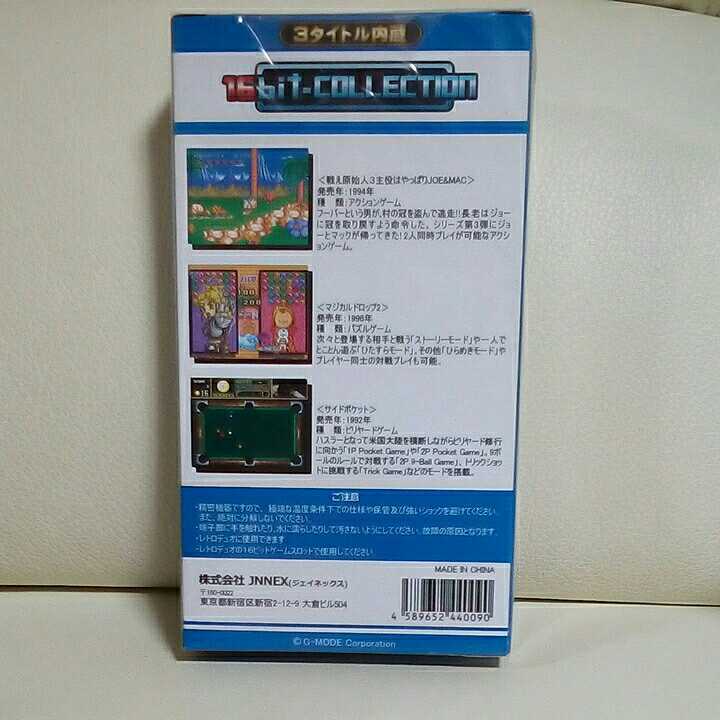 3タイトル内蔵
16bit-COLLECTION
＜戦え原始人3主役はやっぱりJOE&MAC＞
発売年：1994年
種　類：アクションゲーム
フーパーという男が、村の冠を盗んで逃走!!長老はジョー
に冠を取り戻すよう命令した。シリーズ第3弾にジョ
ーとマックが帰ってきた！2人同時プレイが可能なアクシ
ョンゲーム。
＜マジカルドロップ2＞
発売年：1996年
種　類：パズルゲーム
次々と登場する相手と戦う「ストーリーモード」や一人で
とことん遊ぶ「ひたすらモード」。その他「ひらめきモード」や
プレイヤー同士の対戦プレイも可能。
＜サイドポケット＞
発売年：1992年
種　類：ビリヤードゲーム
ハスラーとなって米国大陸を横断しながらビリヤード修行
に向かう「1P Pocket Game」や「2P Pocket Game」。9
ボールのルールで対戦する「2P 9-Ball Game」、トリックショッ
トに挑戦する「Trick Game」などのモードを搭載。
ご注意
・精密機器ですので、極端な温度条件下での仕様や保管及び強いショックを避けてください。
また、絶対に分解しないでください。
・端子部に手を触れたり、水に濡らしたりして汚さないようにしてください。故障の原因となります。
・レトロデュオに使用できます
・レトロデュオの16ビットゲームスロットで使用してください
MADE IN CHINA
株式会社 JNNEX(ジェイネックス)
〒160-0022
東京都新宿区新宿2-12-9 大倉ビル504
4 589652 440090
© G-MODE Corporation